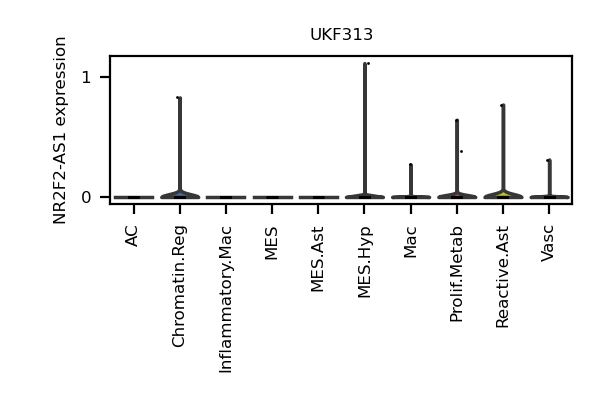 UKF313
NR2F2-AS1 expression
1
0
AC
Chromatin.Reg
Inflammatory.Mac
MES
MES.Ast
MES.Hyp
Mac
Prolif.Metab
Reactive.Ast
Vasc